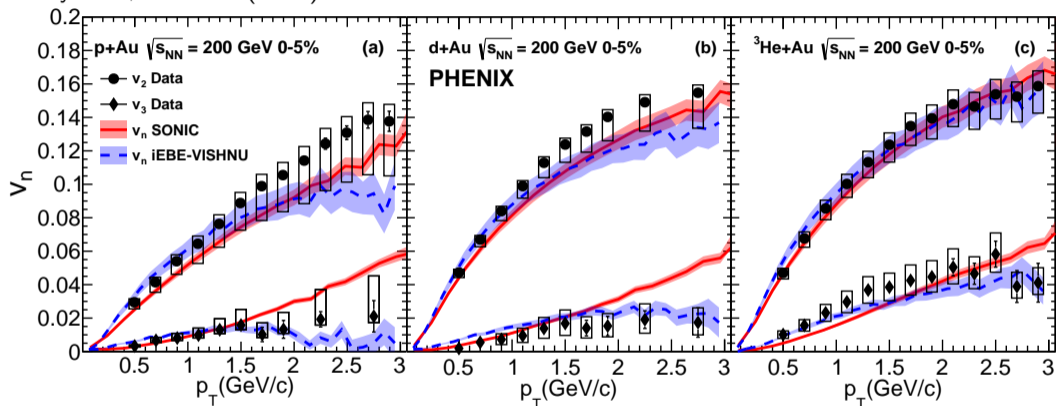 p+Au √sNN = 200 GeV 0-5% (a)
v2 Data
v3 Data
vn SONIC
vn iEBE-VISHNU
d+Au √sNN = 200 GeV 0-5% (b)
PHENIX
3He+Au √sNN = 200 GeV 0-5% (c)
vn
0.2
0.18
0.16
0.14
0.12
0.1
0.08
0.06
0.04
0.02
0
0 0.5 1 1.5 2 2.5 3
0.5 1 1.5 2 2.5 3
0.5 1 1.5 2 2.5 3
pT(GeV/c)
pT(GeV/c)
pT(GeV/c)